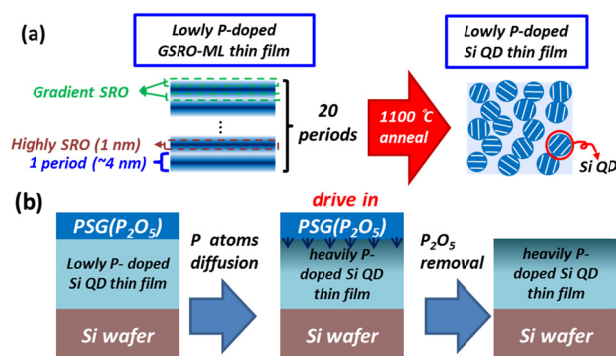 (a)
Lowly P-doped
GSRO-ML thin film
Lowly P-doped
Si QD thin film
Gradient SRO
⋮
Highly SRO (1 nm)
1 period (~4 nm)
20
periods
1100 ℃
anneal
Si QD
(b)
PSG(P₂O₅)
Lowly P- doped
Si QD thin film
Si wafer
P atoms
diffusion
drive in
PSG(P₂O₅)
heavily P-
doped Si QD
thin film
Si wafer
P₂O₅
removal
heavily P-
doped Si QD
thin film
Si wafer